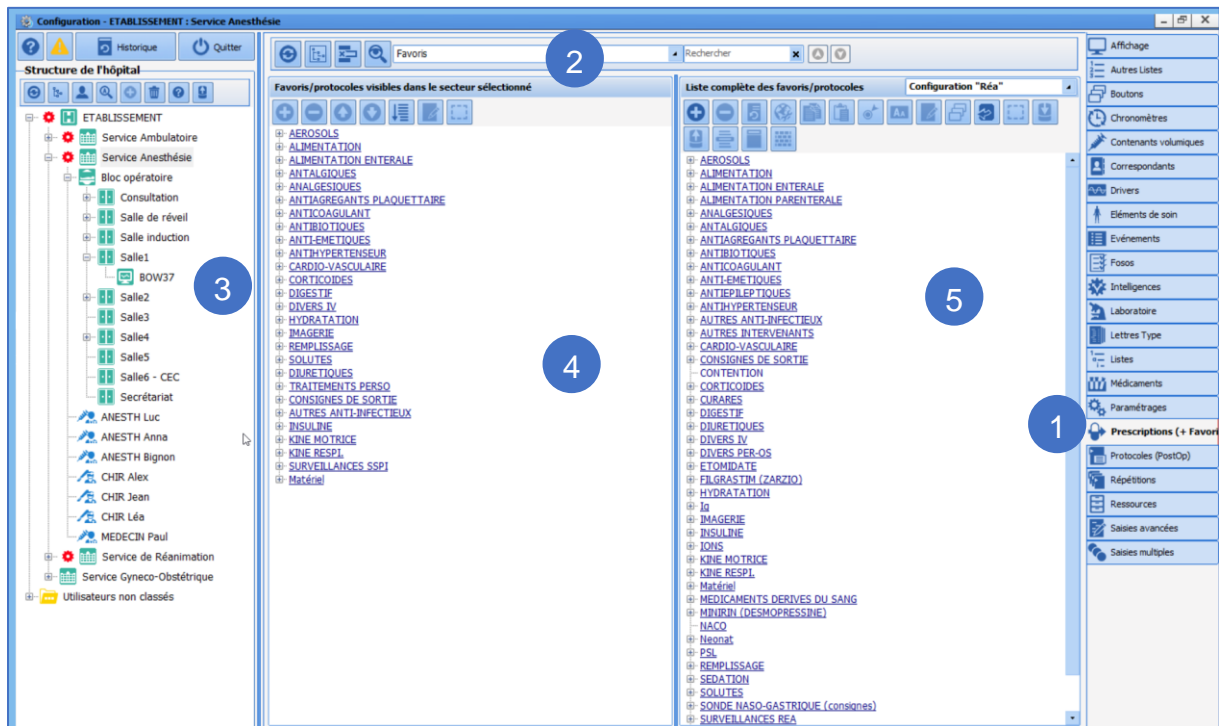 Configuration - ETABLISSEMENT : Service Anesthésie
Historique
Quitter
Structure de l'hôpital
ETABLISSEMENT
Service Ambulatoire
Service Anesthésie
Bloc opératoire
Consultation
Salle de réveil
Salle induction
Salle1
BOW37
Salle2
Salle3
Salle4
Salle5
Salle6 - CEC
Secrétariat
ANESTH Luc
ANESTH Anna
ANESTH Bignon
CHIR Alex
CHIR Jean
CHIR Léa
MEDECIN Paul
Service de Réanimation
Service Gyneco-Obstétrique
Utilisateurs non classés
3
Favoris
Rechercher
2
Favoris/protocoles visibles dans le secteur sélectionné
AEROSOLS
ALIMENTATION
ALIMENTATION ENTERALE
ANTALGIQUES
ANALGESIQUES
ANTIAGREGANTS PLAQUETTAIRE
ANTICOAGULANT
ANTIBIOTIQUES
ANTI-EMETIQUES
ANTIHYPERTENSEUR
CARDIO-VASCULAIRE
CORTICOIDES
DIGESTIF
DIVERS IV
HYDRATATION
IMAGERIE
REMPLISSAGE
SOLUTES
DIURETIQUES
TRAITEMENTS PERSO
CONSIGNES DE SORTIE
AUTRES ANTI-INFECTIEUX
INSULINE
KINE MOTRICE
KINE RESPI.
SURVEILLANCES SSPI
Matériel
4
Liste complète des favoris/protocoles
Configuration "Réa"
Aa
AEROSOLS
ALIMENTATION
ALIMENTATION ENTERALE
ALIMENTATION PARENTERALE
ANALGESIQUES
ANTALGIQUES
ANTIAGREGANTS PLAQUETTAIRE
ANTIBIOTIQUES
ANTICOAGULANT
ANTI-EMETIQUES
ANTIEPILEPTIQUES
ANTIHYPERTENSEUR
AUTRES ANTI-INFECTIEUX
AUTRES INTERVENANTS
CARDIO-VASCULAIRE
CONSIGNES DE SORTIE
CONTENTION
CORTICOIDES
CURARES
DIGESTIF
DIURETIQUES
DIVERS IV
DIVERS PER-OS
ETOMIDATE
FILGRASTIM (ZARZIO)
HYDRATATION
Ig
IMAGERIE
INSULINE
IONS
KINE MOTRICE
KINE RESPI.
Matériel
MEDICAMENTS DERIVES DU SANG
MINIRIN (DESMOPRESSINE)
NACO
Neonat
PSL
REMPLISSAGE
SEDATION
SOLUTES
SONDE NASO-GASTRIQUE (consignes)
SURVEILLANCES REA
5
Affichage
Autres Listes
Boutons
Chronomètres
Contenants volumiques
Correspondants
Drivers
Eléments de soin
Evénements
Fosos
Intelligences
Laboratoire
Lettres Type
Listes
Médicaments
Paramétrages
1
Prescriptions (+ Favori
Protocoles (PostOp)
Répétitions
Ressources
Saisies avancées
Saisies multiples